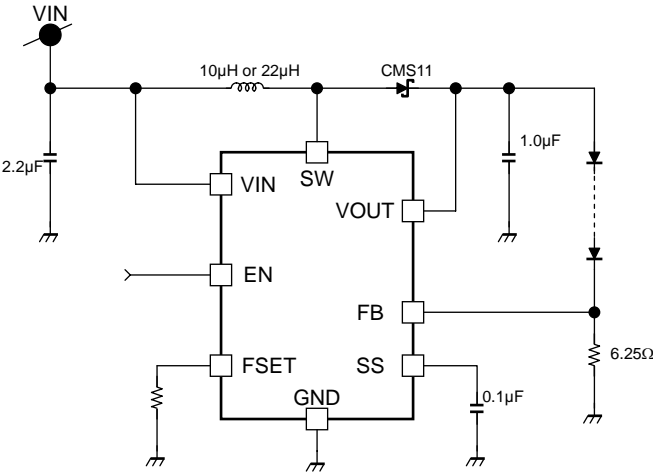 VIN
10µH or 22µH
CMS11
2.2µF
1.0µF
SW
VIN
VOUT
EN
FB
FSET
SS
6.25Ω
GND
0.1µF